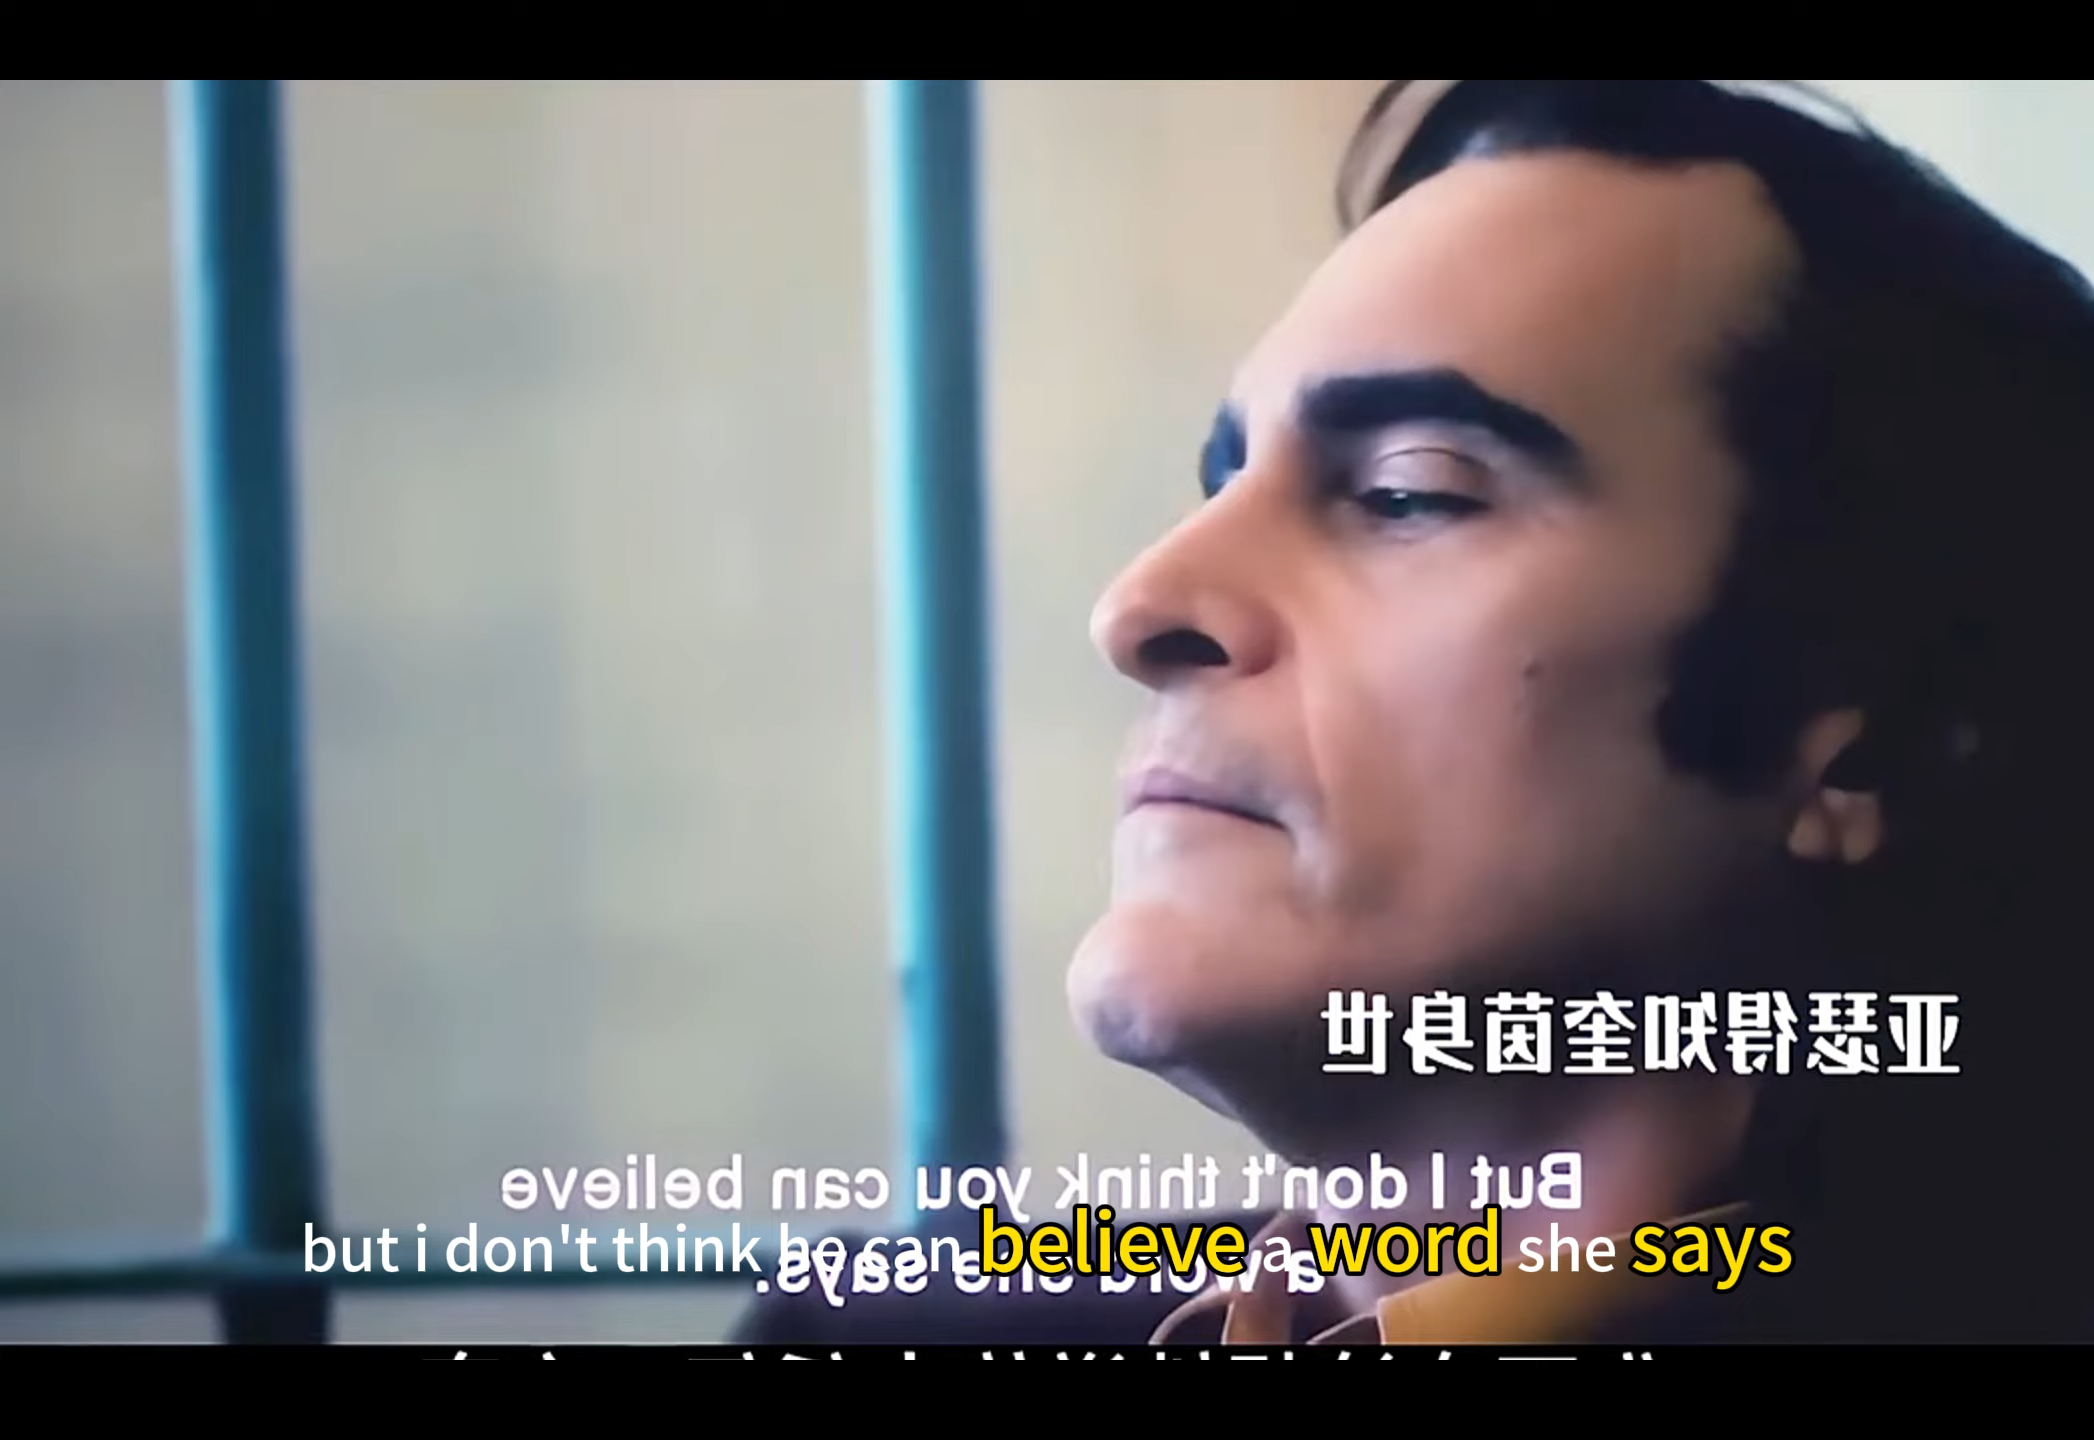 亚瑟得知奎茵身世
But I don't think you can believe
but i don't think he can believe a word she says
a word she says.